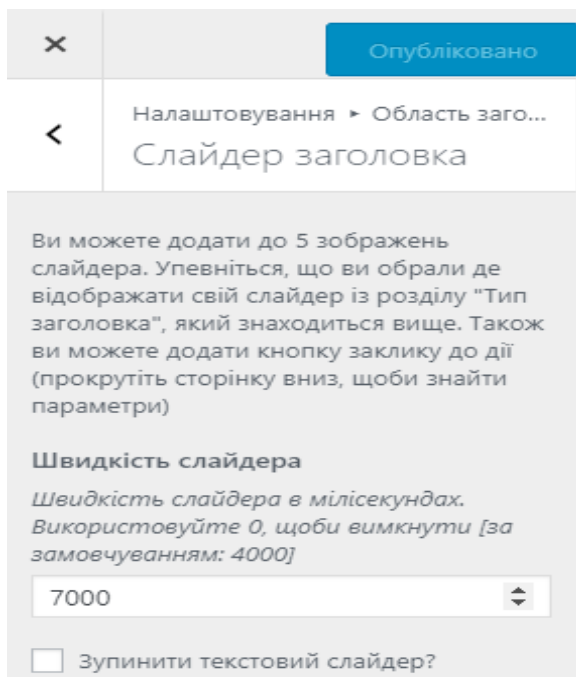 Опубліковано
Налаштовування ▸ Область заго...
Слайдер заголовка
Ви можете додати до 5 зображень
слайдера. Упевніться, що ви обрали де
відображати свій слайдер із розділу "Тип
заголовка", який знаходиться вище. Також
ви можете додати кнопку заклику до дії
(прокрутіть сторінку вниз, щоби знайти
параметри)
Швидкість слайдера
Швидкість слайдера в мілісекундах.
Використовуйте 0, щоби вимкнути [за
замовчуванням: 4000]
7000
Зупинити текстовий слайдер?